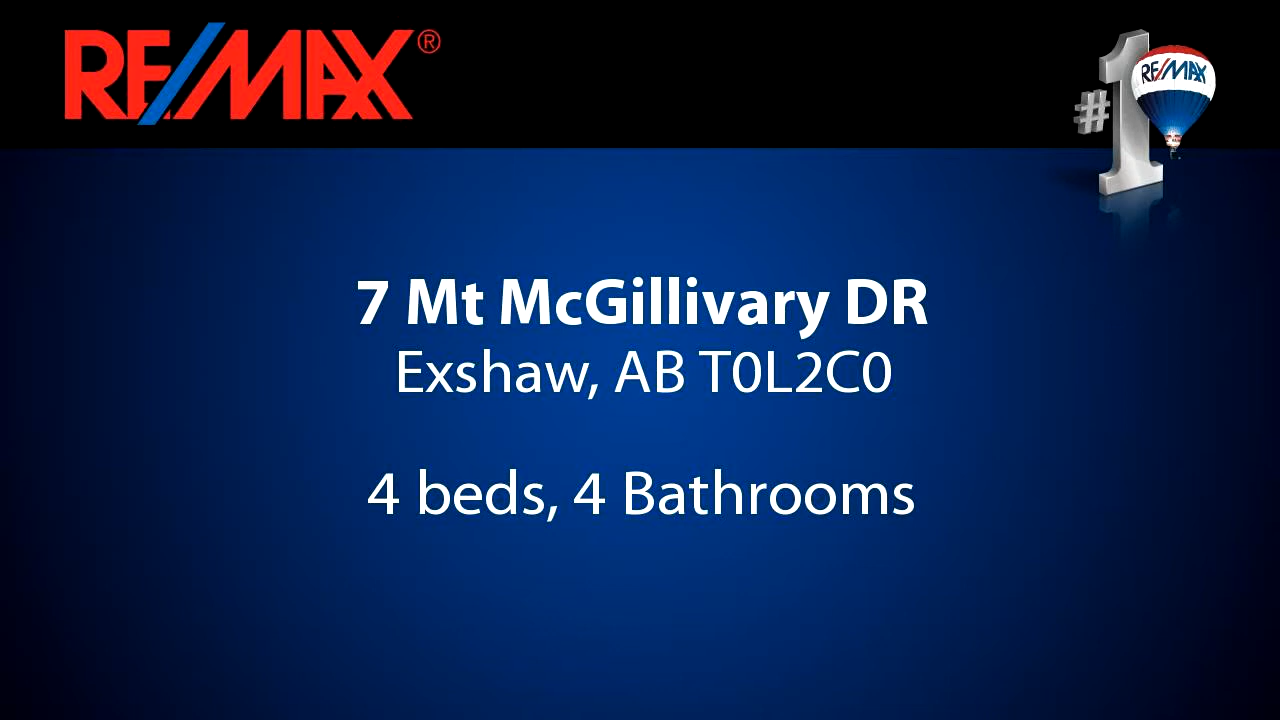 RE/MAX®
#1
RE/MAX
7 Mt McGillivary DR
Exshaw, AB T0L2C0
4 beds, 4 Bathrooms